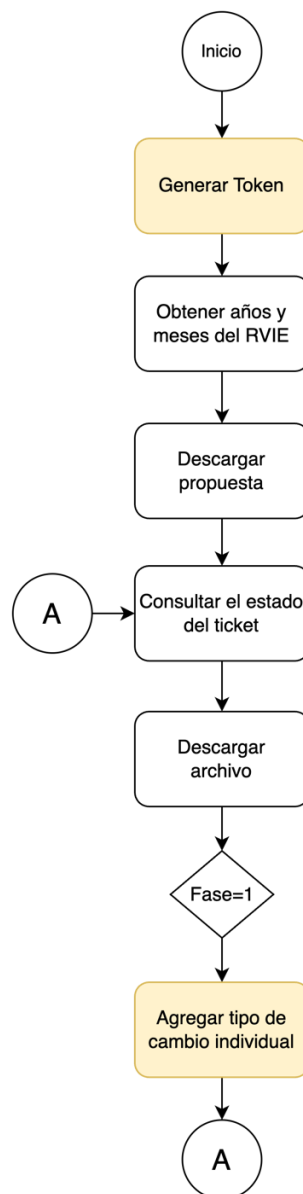 Inicio
Generar Token
Obtener años y
meses del RVIE
Descargar
propuesta
A
Consultar el estado
del ticket
Descargar
archivo
Fase=1
Agregar tipo de
cambio individual
A